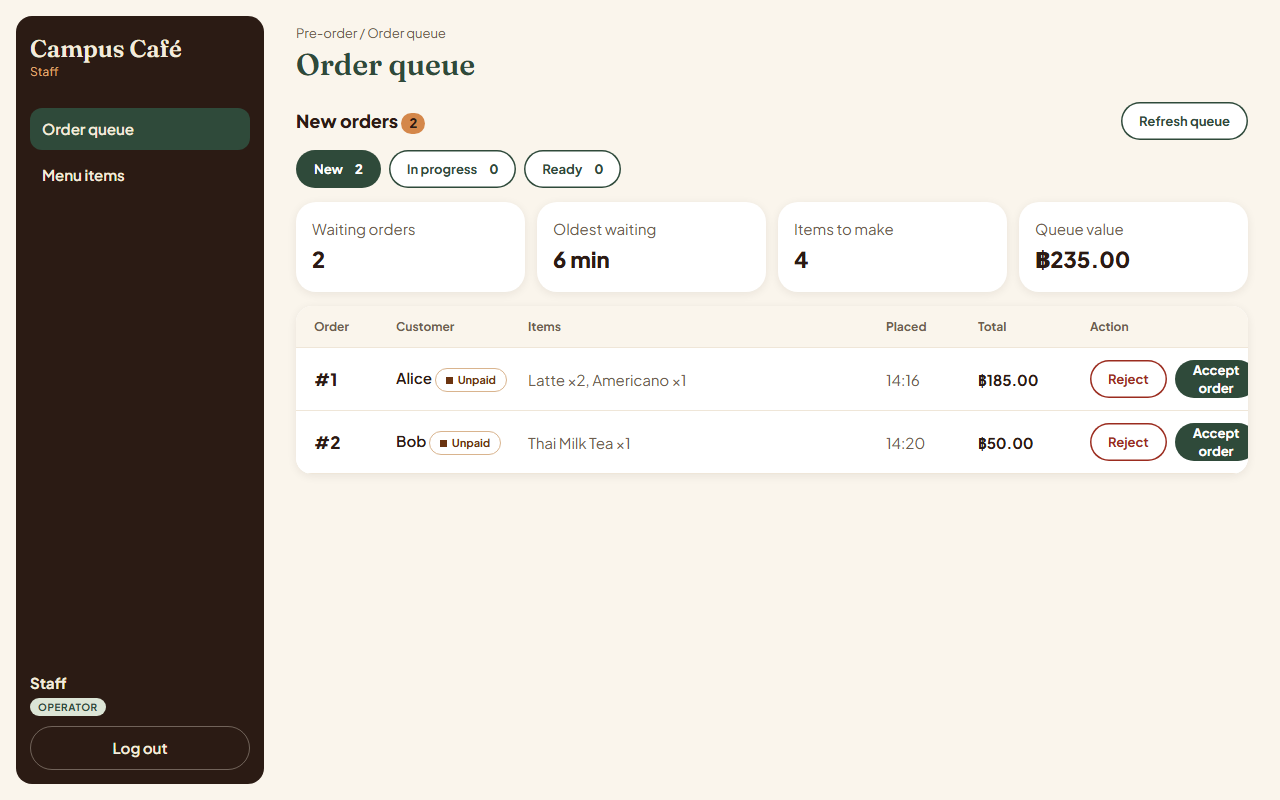 Campus Café
Staff
Order queue
Menu items
Staff
OPERATOR
Log out
Pre-order / Order queue
Order queue
New orders 2
Refresh queue
New 2 In progress 0 Ready 0
Waiting orders Oldest waiting Items to make Queue value
2 6 min 4 ฿235.00
Order Customer Items Placed Total Action
#1 Alice Unpaid Latte ×2, Americano ×1 14:16 ฿185.00 Reject Accept order
#2 Bob Unpaid Thai Milk Tea ×1 14:20 ฿50.00 Reject Accept order